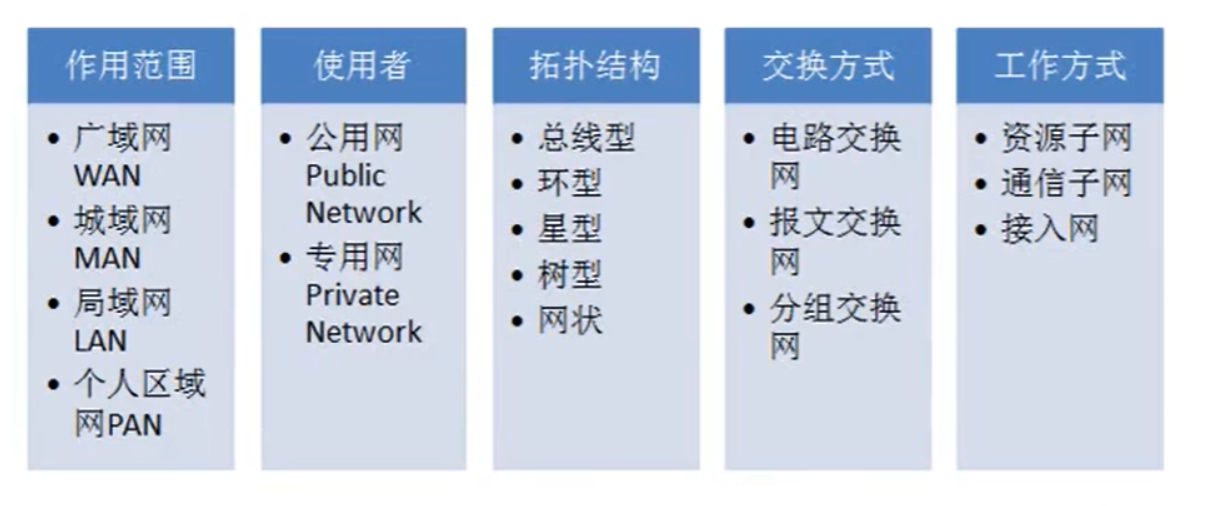 作用范围
• 广域网
WAN
• 城域网
MAN
• 局域网
LAN
• 个人区域
网PAN
使用者
• 公用网
Public
Network
• 专用网
Private
Network
拓扑结构
• 总线型
• 环型
• 星型
• 树型
• 网状
交换方式
• 电路交换
网
• 报文交换
网
• 分组交换
网
工作方式
• 资源子网
• 通信子网
• 接入网